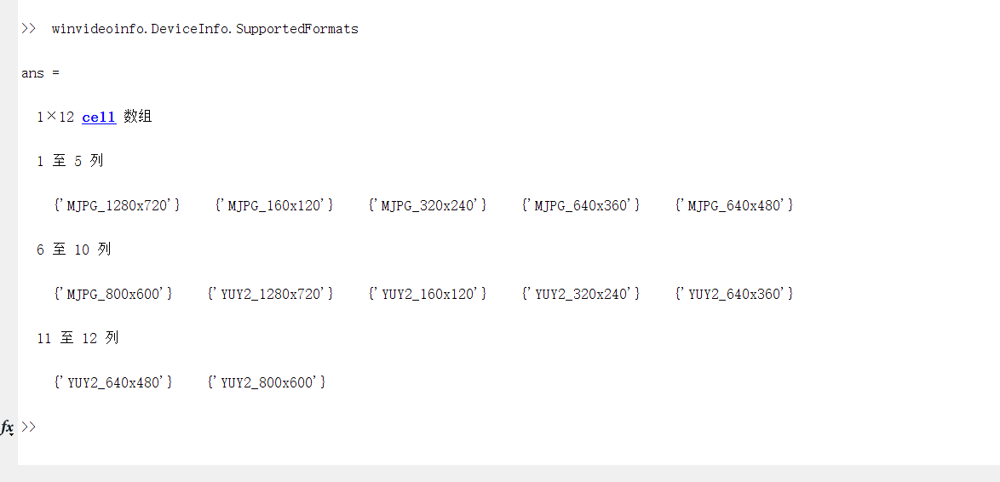 >> winvideoinfo.DeviceInfo.SupportedFormats
ans =
1×12 cell 数组
1 至 5 列
{'MJPG_1280x720'} {'MJPG_160x120'} {'MJPG_320x240'} {'MJPG_640x360'} {'MJPG_640x480'}
6 至 10 列
{'MJPG_800x600'} {'YUY2_1280x720'} {'YUY2_160x120'} {'YUY2_320x240'} {'YUY2_640x360'}
11 至 12 列
{'YUY2_640x480'} {'YUY2_800x600'}
fx >>